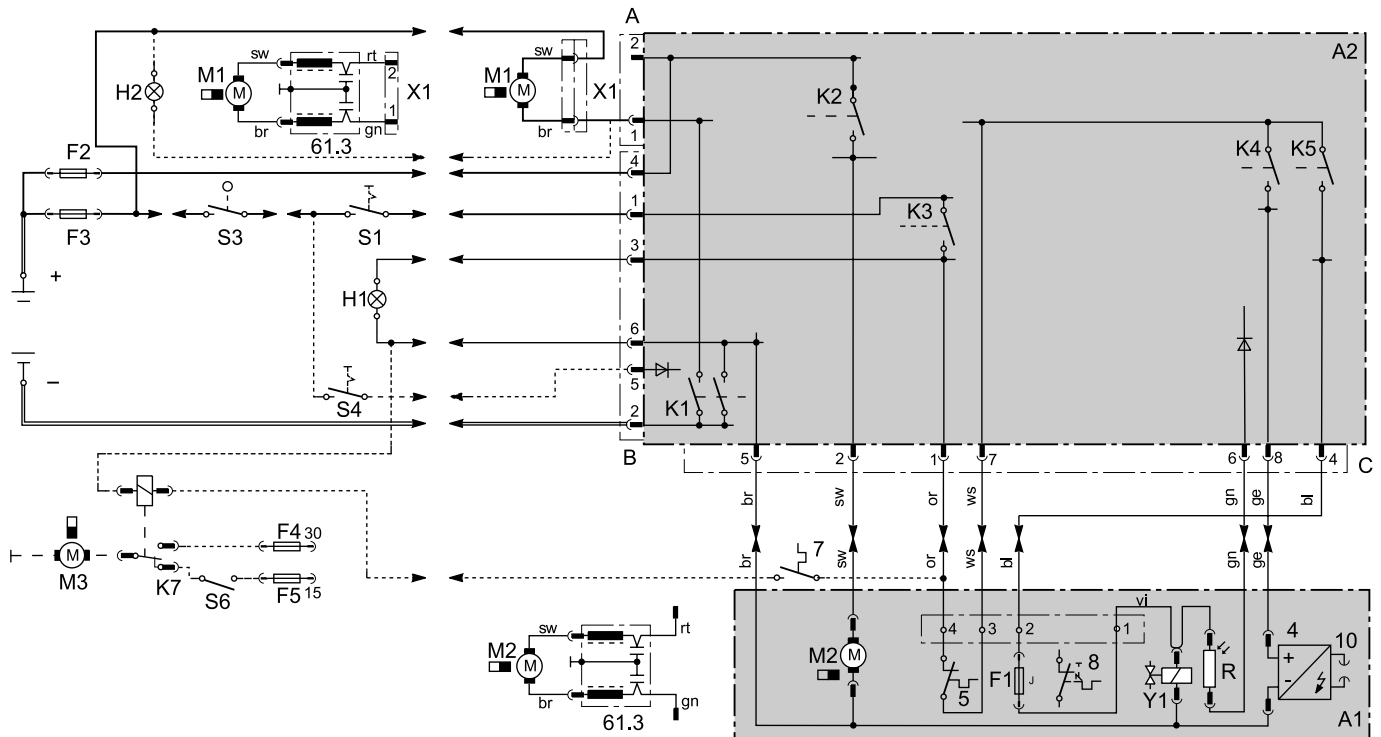 A
2
A2
sw
rt
sw
M1
M
2
X1
M1
M
X1
K2
H2
br
1
gn
br
1
61.3
F2
4
K4
K5
1
K3
F3
S3
S1
3
+
H1
6
5
K1
−
S4
2
B
5
2
1
7
6
8
4
C
br
sw
or
ws
gn
ge
bl
F4
30
M
7
M3
K7
S6
F5
15
br
sw
or
ws
bl
gn
ge
vi
sw
rt
4
3
2
1
4
10
M2
M
M2
M
8
+
-
F1
R
5
Y1
br
gn
61.3
A1